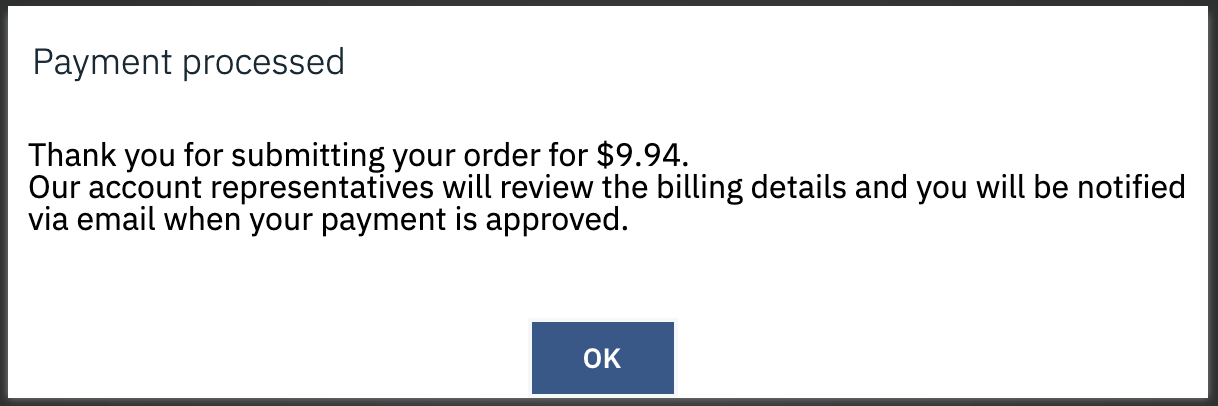 Payment processed
Thank you for submitting your order for $9.94.
Our account representatives will review the billing details and you will be notified
via email when your payment is approved.
OK